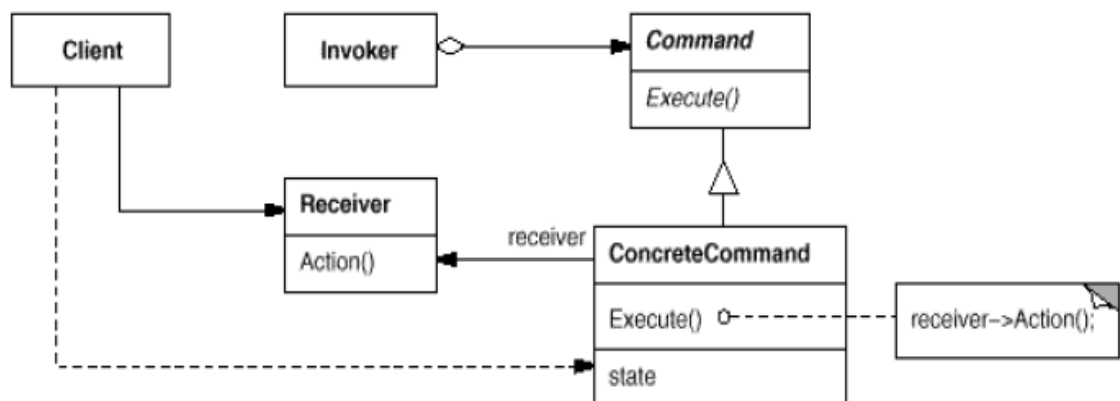 Client
Invoker
Command
Execute()
Receiver
Action()
receiver
ConcreteCommand
Execute()
receiver–>Action();
state